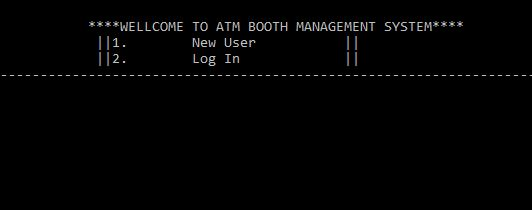 ****WELLCOME TO ATM BOOTH MANAGEMENT SYSTEM****
||1. New User ||
||2. Log In ||
--------------------------------------------------------------------